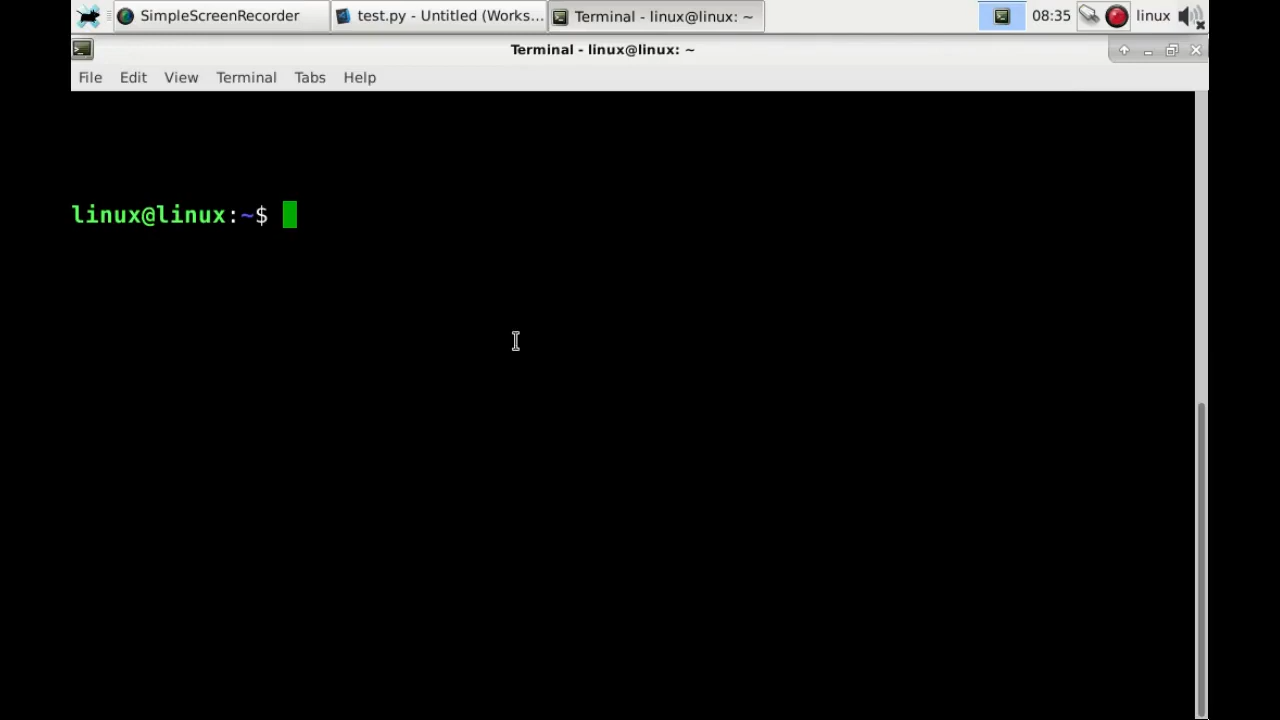 SimpleScreenRecorder test.py - Untitled (Works... Terminal - linux@linux: ~ 08:35 linux
Terminal - linux@linux: ~
File Edit View Terminal Tabs Help
linux@linux:~$